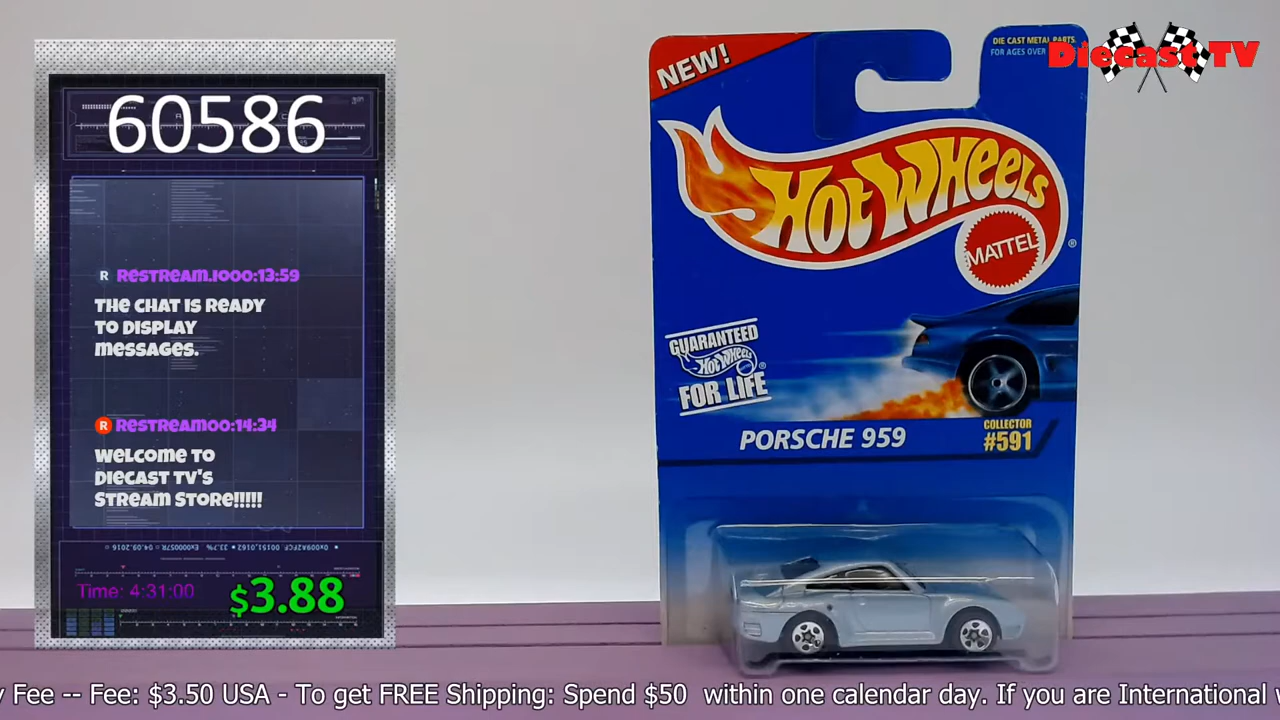 60586
Restream.io00:13:59
The chat is ready
to display
messages.
Restream00:14:34
Welcome to
Diecast TV's
Stream Store!!!!!
Time: 4:31:00
$3.88
NEW!
DIE CAST METAL PARTS.
FOR AGES OVER
Diecast TV
HOT WHEELS
MATTEL
®
GUARANTEED
HOT WHEELS
FOR LIFE
PORSCHE 959
COLLECTOR
#591
y Fee -- Fee: $3.50 USA - To get FREE Shipping: Spend $50 within one calendar day. If you are International